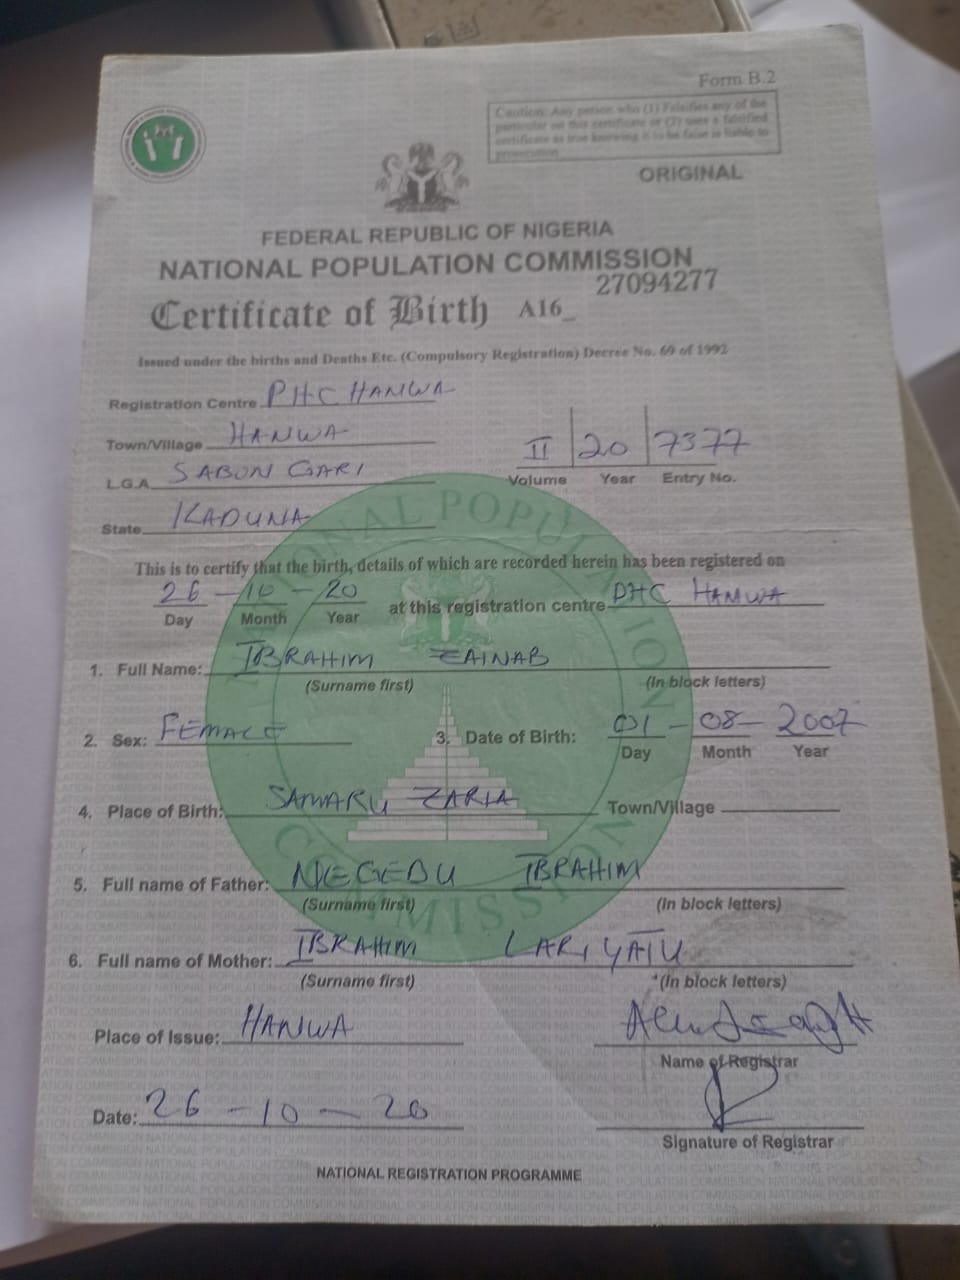 Form B.2
Caution: Any person who (1) Falsifies any of the
particular on this certificate or (2) uses a falsified
certificate as true knowing it to be false is liable to
prosecution
ORIGINAL
FEDERAL REPUBLIC OF NIGERIA
NATIONAL POPULATION COMMISSION
27094277
Certificate of Birth A16_
Issued under the births and Deaths Etc. (Compulsory Registration) Decree No. 69 of 1992
Registration Centre PHC HANWA
Town/Village HANWA
L.G.A. SABON GARI
II 20 7377
Volume Year Entry No.
State KADUNA
This is to certify that the birth, details of which are recorded herein has been registered on
26 - 10 - 20 at this registration centre PHC HANWA
Day Month Year
1. Full Name: IBRAHIM ZAINAB
(Surname first) (In block letters)
2. Sex: FEMALE 3. Date of Birth: 01 - 08 - 2007
Day Month Year
4. Place of Birth: SAMARU ZARIA Town/Village
5. Full name of Father: IBRAHIM
(Surname first) (In block letters)
6. Full name of Mother: IBRAHIM LARIYATU
(Surname first) (In block letters)
Place of Issue: HANWA
Name of Registrar
Date: 26 - 10 - 20
Signature of Registrar
NATIONAL REGISTRATION PROGRAMME
NATIONAL POPULATION COMMISSION